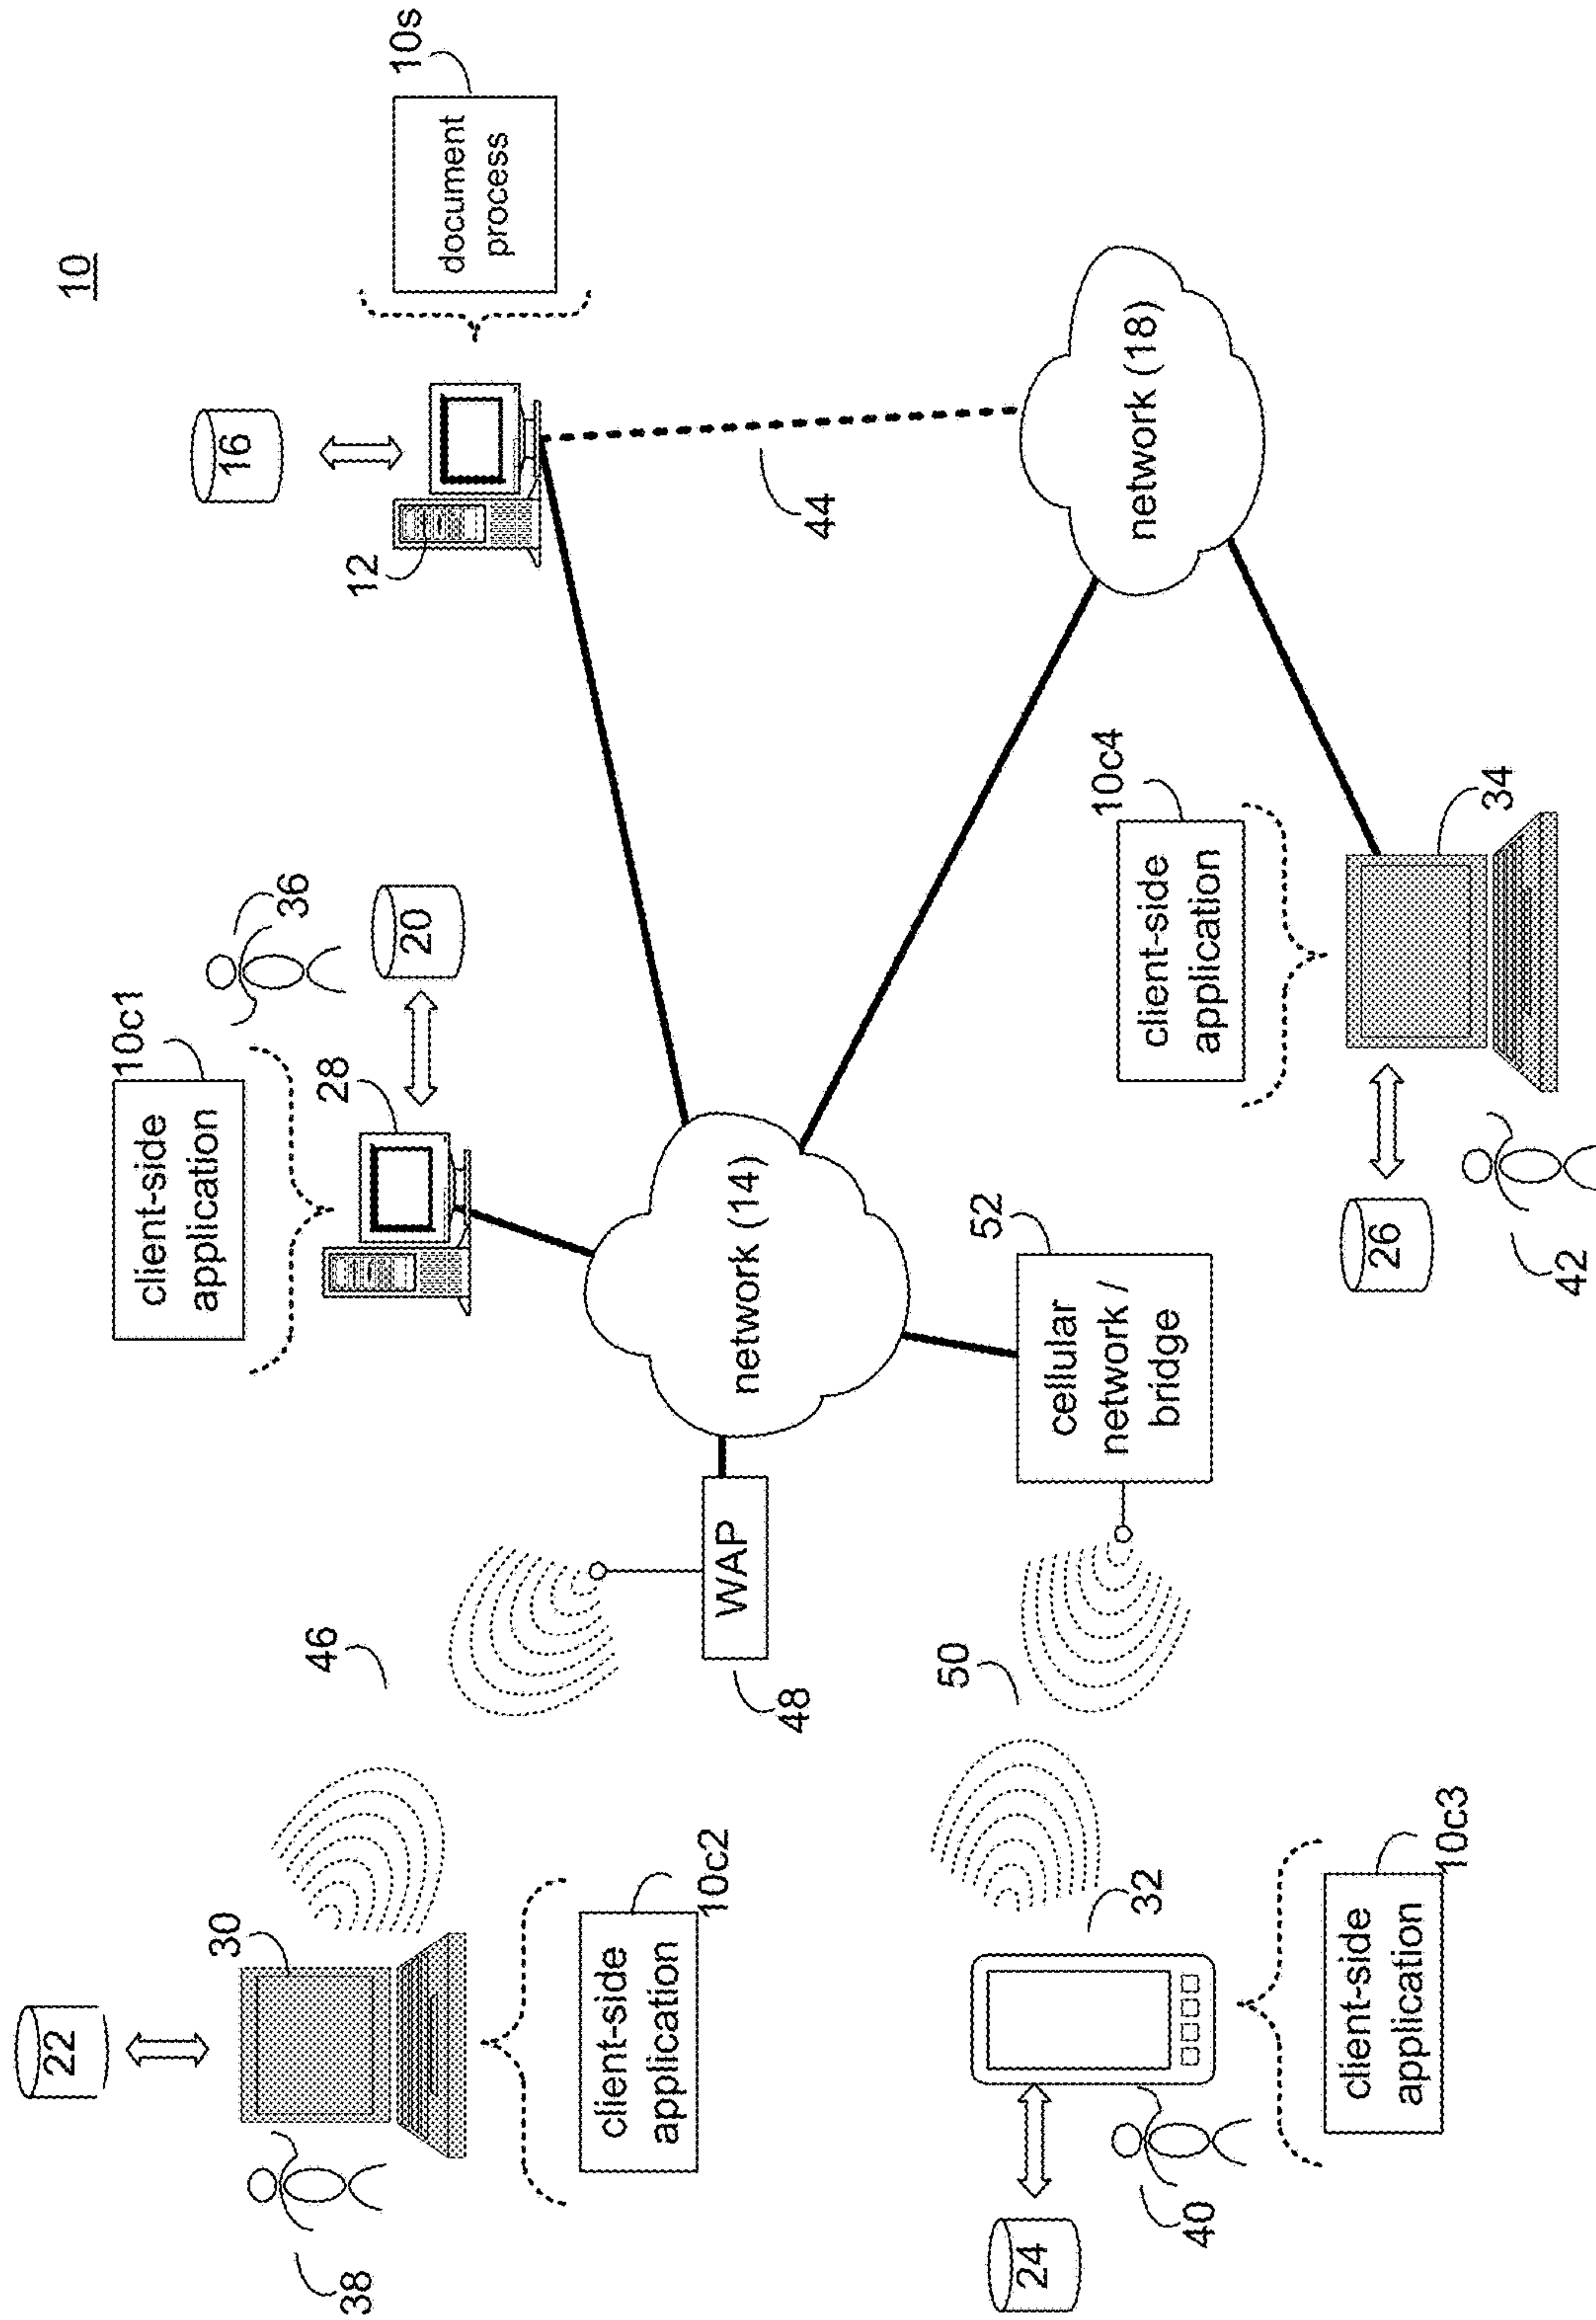 10
22
30
38
client-side
application
10c2
46
WAP
48
client-side
application
10c1
28
36
20
16
12
document
process
10s
network (14)
44
network (18)
24
32
40
client-side
application
10c3
50
cellular
network /
bridge
52
client-side
application
10c4
34
26
42